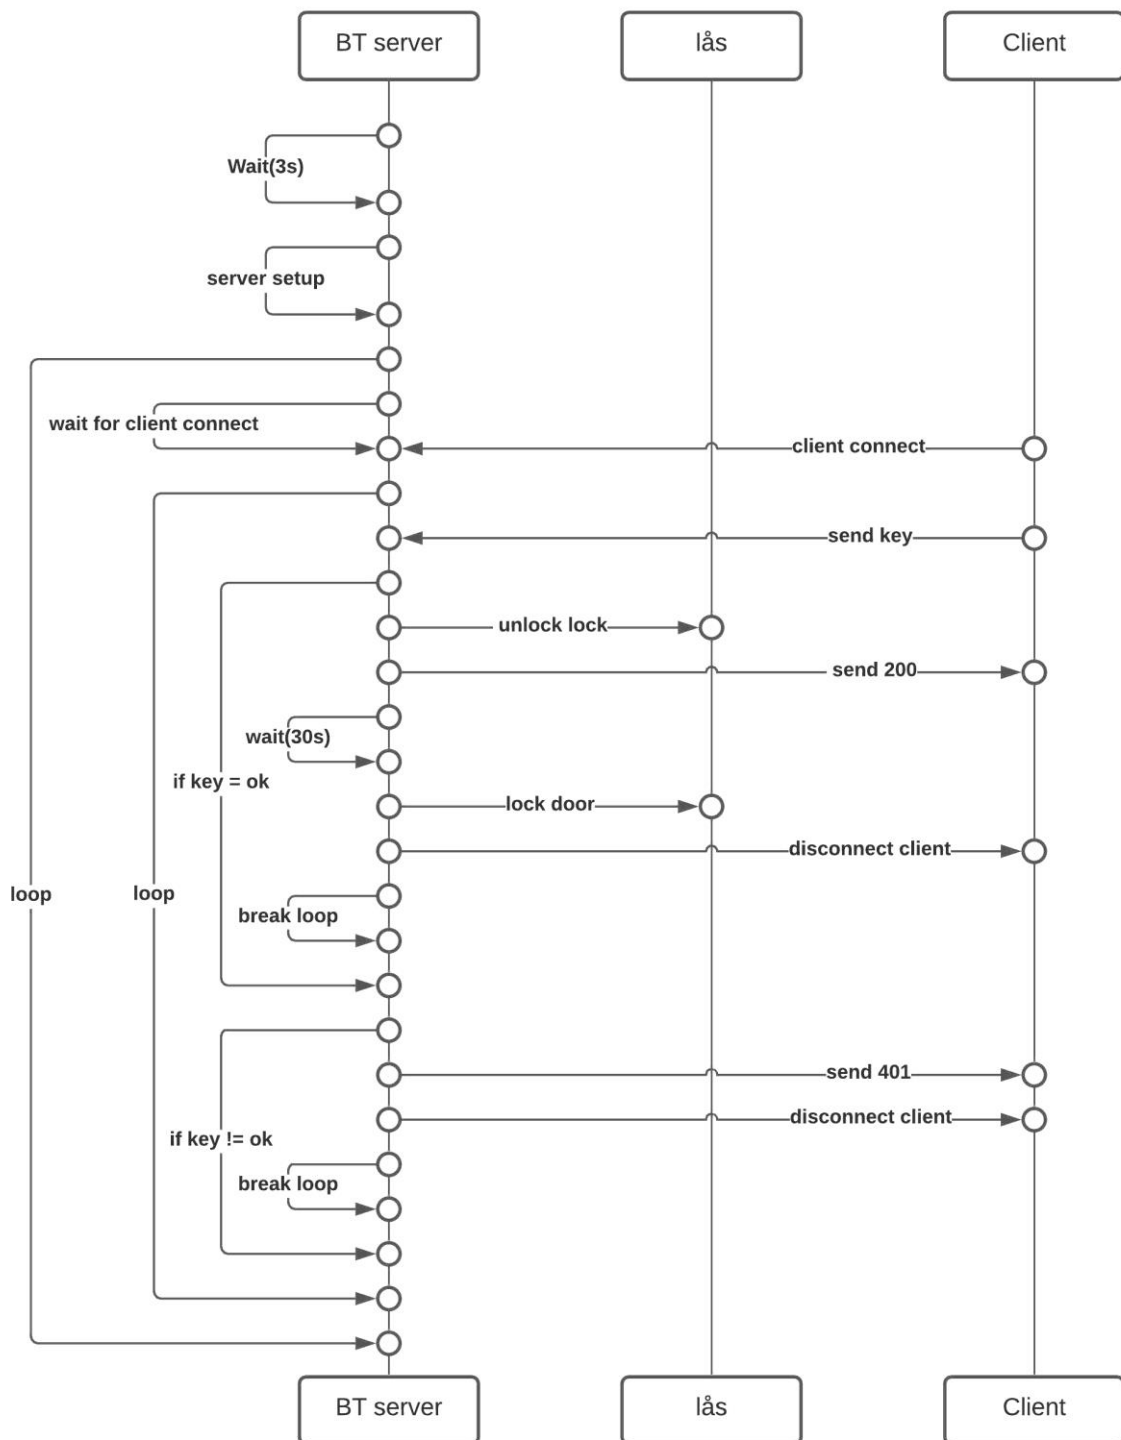 BT server
lås
Client
Wait(3s)
server setup
wait for client connect
client connect
send key
unlock lock
send 200
wait(30s)
if key = ok
lock door
disconnect client
loop
loop
break loop
send 401
disconnect client
if key != ok
break loop
BT server
lås
Client